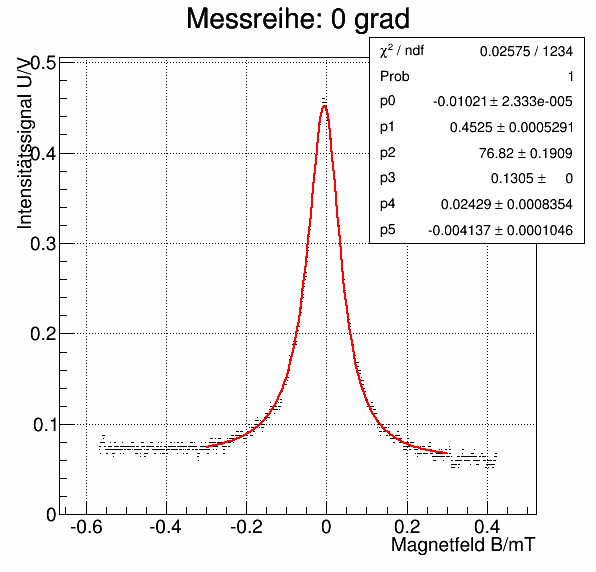 Messreihe: 0 grad
χ² / ndf 0.02575 / 1234
Prob 1
p0 -0.01021 ± 2.333e-005
p1 0.4525 ± 0.0005291
p2 76.82 ± 0.1909
p3 0.1305 ± 0
p4 0.02429 ± 0.0008354
p5 -0.004137 ± 0.0001046
Intensitätssignal U/V
0.5
0.4
0.3
0.2
0.1
0
-0.6 -0.4 -0.2 0 0.2 0.4
Magnetfeld B/mT